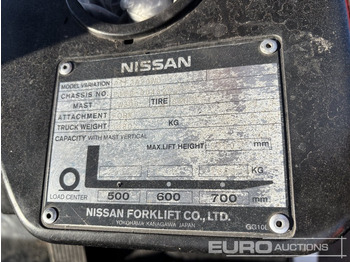 NISSAN
MODEL VARIATION
CHASSIS NO.
MAST TIRE
ATTACHMENT
TRUCK WEIGHT KG
CAPACITY WITH MAST VERTICAL
MAX.LIFT HEIGHT mm
KG
LOAD CENTER 500 600 700 mm
NISSAN FORKLIFT CO., LTD.
YOKOHAMA KANAGAWA JAPAN
EURO
AUCTIONS